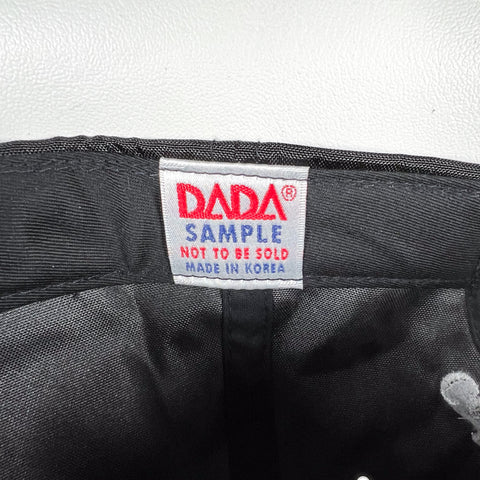 DADA®
SAMPLE
NOT TO BE SOLD
MADE IN KOREA